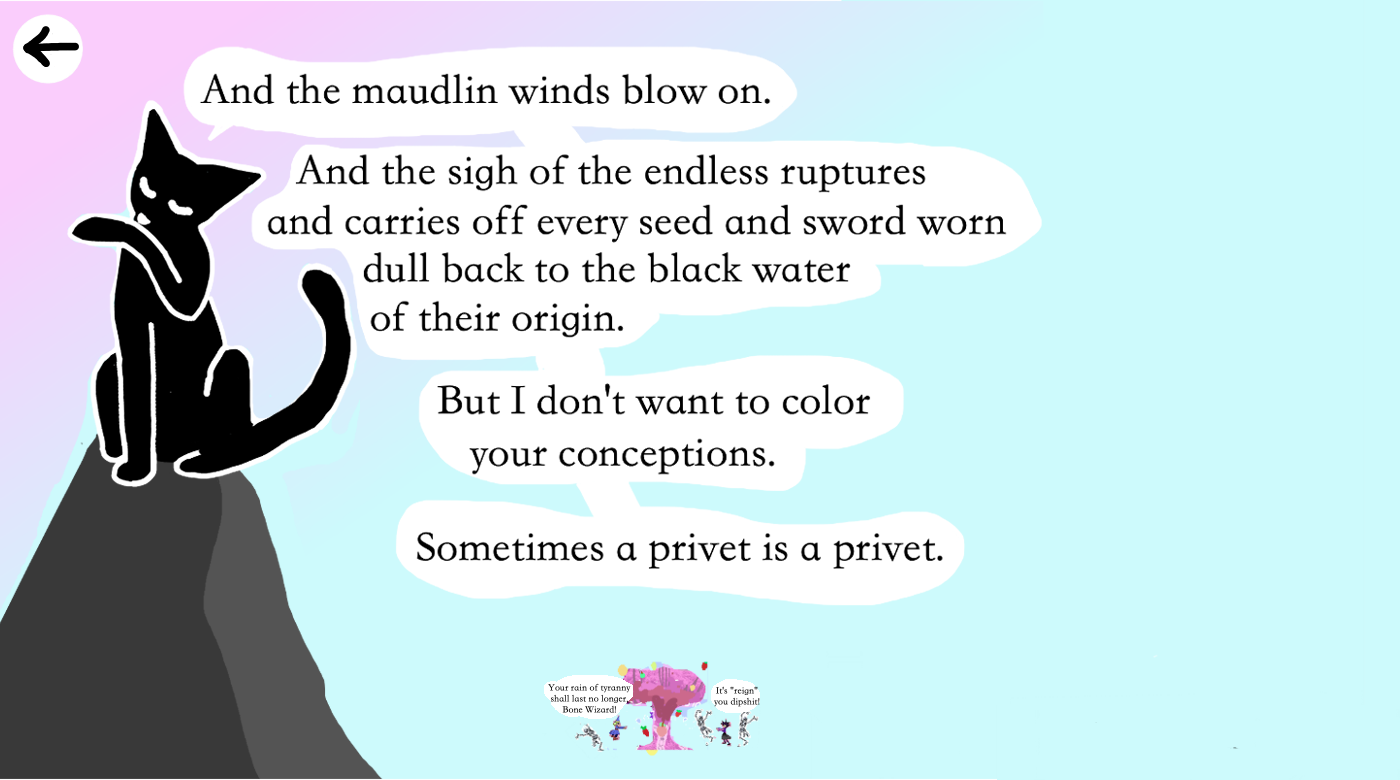 And the maudlin winds blow on.
And the sigh of the endless ruptures
and carries off every seed and sword worn
dull back to the black water
of their origin.
But I don't want to color
your conceptions.
Sometimes a privet is a privet.
Your rain of tyranny
shall last no longer,
Bone Wizard!
It's "reign"
you dipshit!